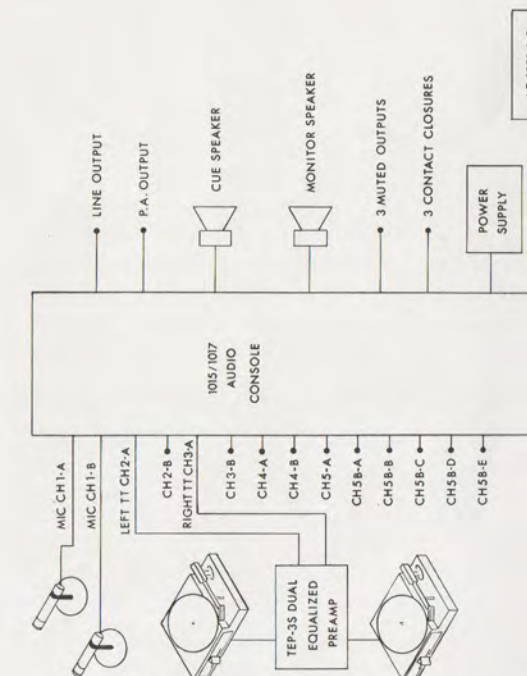 LINE OUTPUT
P.A. OUTPUT
CUE SPEAKER
MONITOR SPEAKER
3 MUTED OUTPUTS
3 CONTACT CLOSURES
POWER
SUPPLY
1015/1017
AUDIO
CONSOLE
MIC CH1-A
MIC CH1-B
LEFT TT CH2-A
CH2-B
RIGHT TT CH3-A
CH3-B
CH4-A
CH4-B
CH5-A
CH5B-A
CH5B-B
CH5B-C
CH5B-D
CH5B-E
TEP-3S DUAL
EQUALIZED
PREAMP